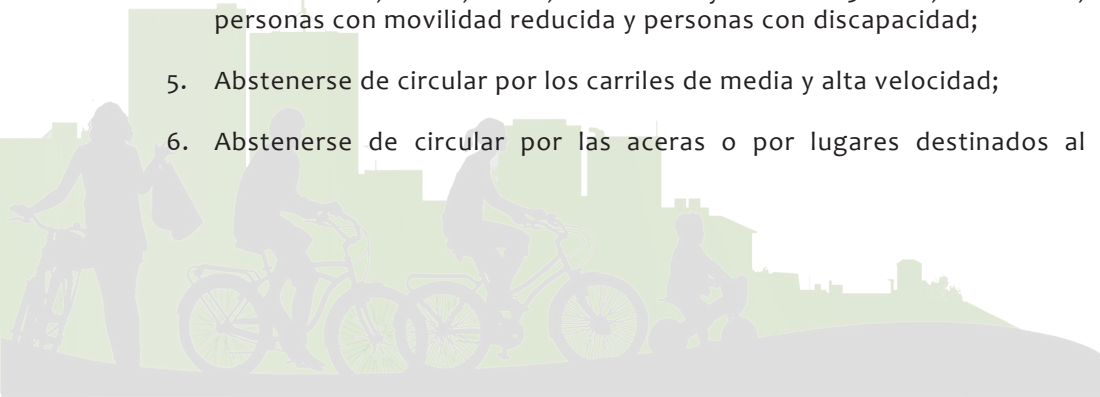 personas con movilidad reducida y personas con discapacidad;
5. Abstenerse de circular por los carriles de media y alta velocidad;
6. Abstenerse de circular por las aceras o por lugares destinados al